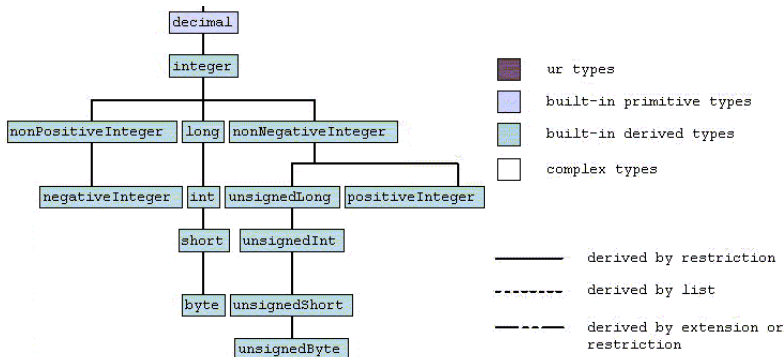 decimal
integer
nonPositiveInteger
long
nonNegativeInteger
negativeInteger
int
unsignedLong
positiveInteger
short
unsignedInt
byte
unsignedShort
unsignedByte
ur types
built-in primitive types
built-in derived types
complex types
derived by restriction
derived by list
derived by extension or
restriction